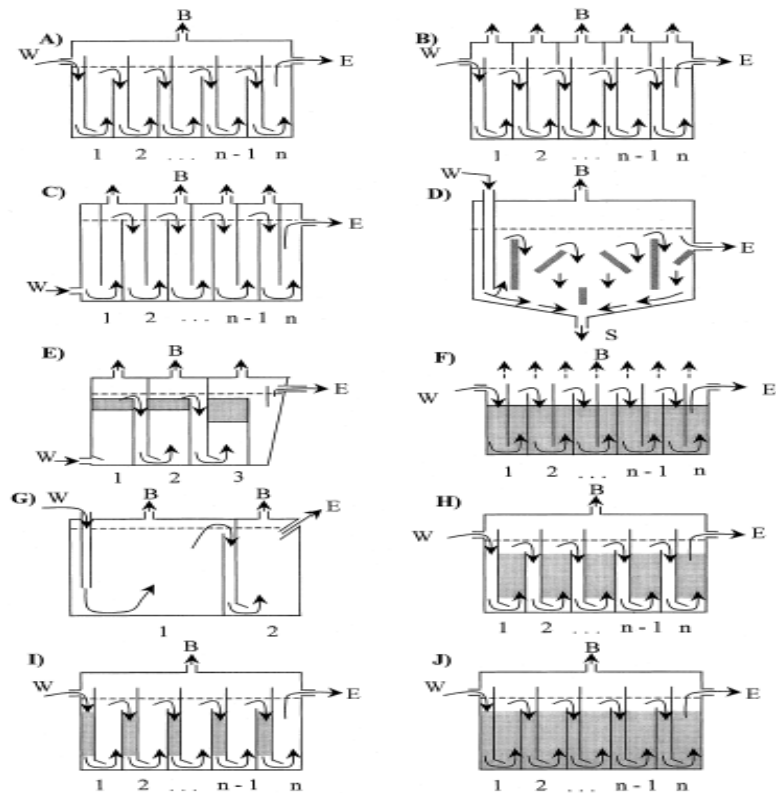 A) B
W E
1 2 . . . n - 1 n
B) B
W E
1 2 . . . n - 1 n
C) B
E
W
1 2 . . . n - 1 n
D) W B
E
S
E) B
E
W
1 2 3
F) B
W E
1 2 . . . n - 1 n
G) W B B E
1 2
H) B
W E
1 2 . . . n - 1 n
I) B
W E
1 2 . . . n - 1 n
J) B
W E
1 2 . . . n - 1 n